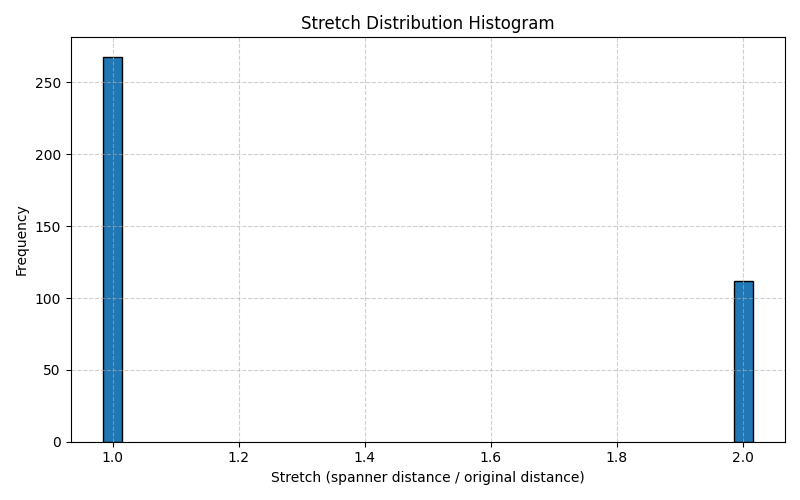 Stretch Distribution Histogram
Frequency
250
200
150
100
50
0
1.0 1.2 1.4 1.6 1.8 2.0
Stretch (spanner distance / original distance)